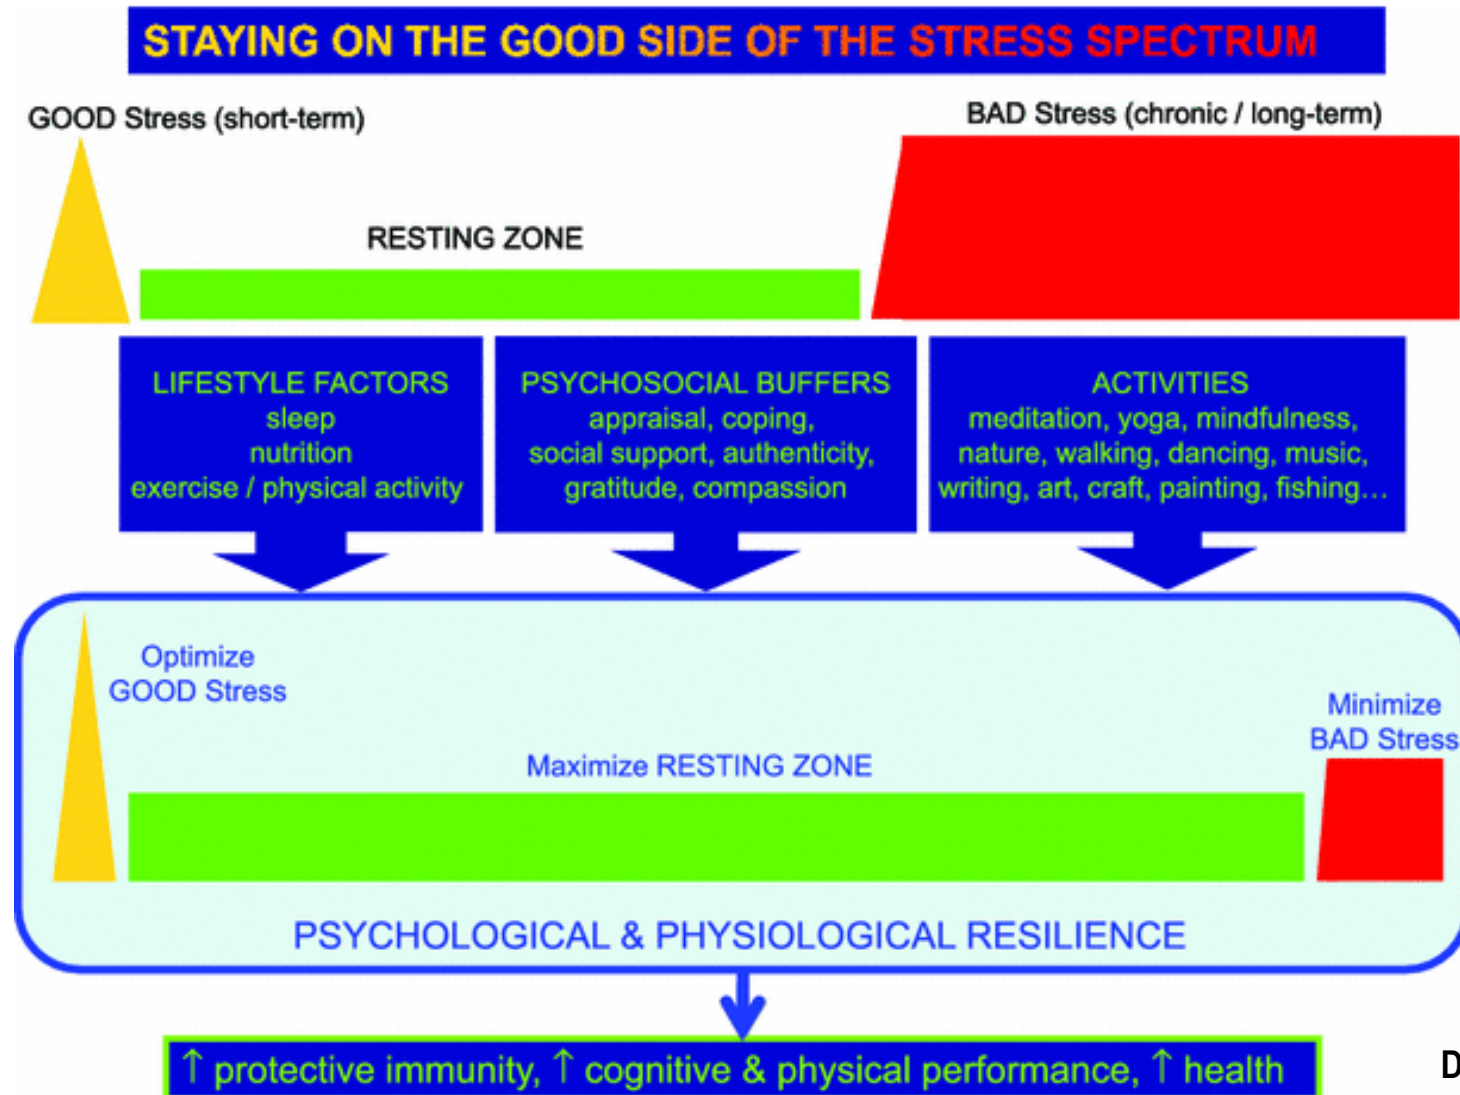 STAYING ON THE GOOD SIDE OF THE STRESS SPECTRUM
GOOD Stress (short-term)
BAD Stress (chronic / long-term)
RESTING ZONE
LIFESTYLE FACTORS
sleep
nutrition
exercise / physical activity
PSYCHOSOCIAL BUFFERS
appraisal, coping,
social support, authenticity,
gratitude, compassion
ACTIVITIES
meditation, yoga, mindfulness,
nature, walking, dancing, music,
writing, art, craft, painting, fishing…
Optimize
GOOD Stress
Maximize RESTING ZONE
Minimize
BAD Stress
PSYCHOLOGICAL & PHYSIOLOGICAL RESILIENCE
↑ protective immunity, ↑ cognitive & physical performance, ↑ health
D